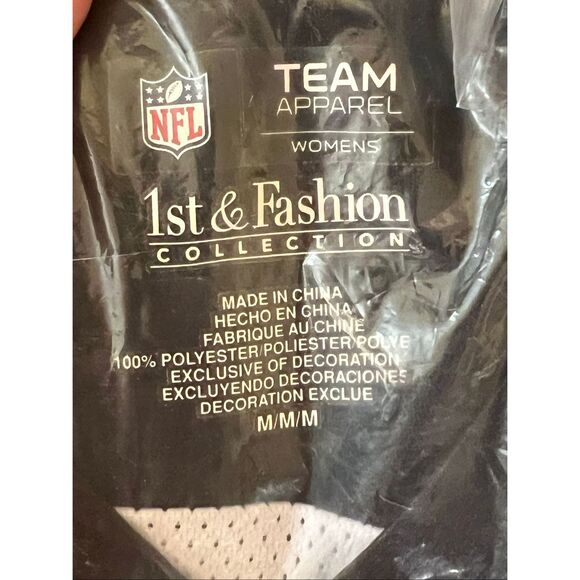 NFL
TEAM
APPAREL
WOMENS
1st & Fashion
COLLECTION
MADE IN CHINA
HECHO EN CHINA
FABRIQUE AU CHINE
100% POLYESTER/POLIESTER/POLYE
EXCLUSIVE OF DECORATION
EXCLUYENDO DECORACIONES
DECORATION EXCLUE
M/M/M